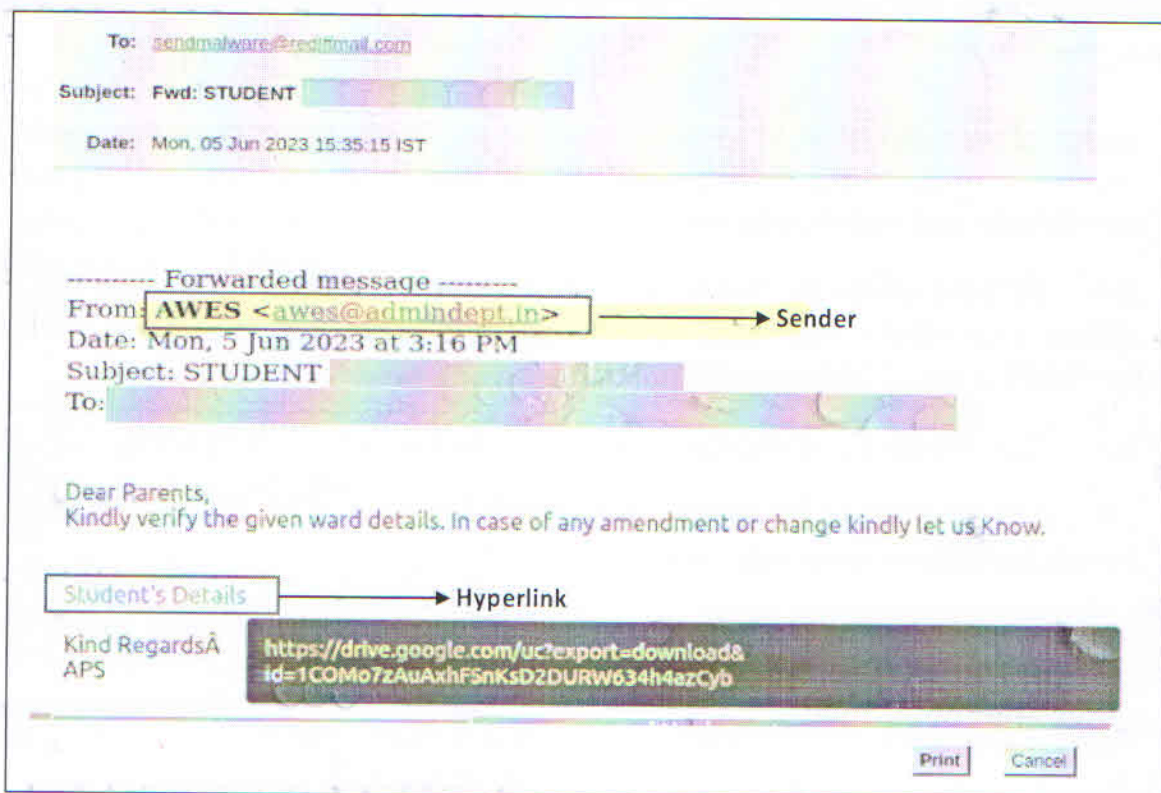 To: sendmalware@rediffmail.com
Subject: Fwd: STUDENT
Date: Mon, 05 Jun 2023 15:35:15 IST
---------- Forwarded message ---------
From: AWES <awes@admindept.in>
Sender
Date: Mon, 5 Jun 2023 at 3:16 PM
Subject: STUDENT
To:
Dear Parents,
Kindly verify the given ward details. In case of any amendment or change kindly let us Know.
Student's Details
Hyperlink
Kind RegardsÂ
APS
https://drive.google.com/uc?export=download&
id=1COMo7zAuAxhFSnKsD2DURW634h4azCyb
Print Cancel